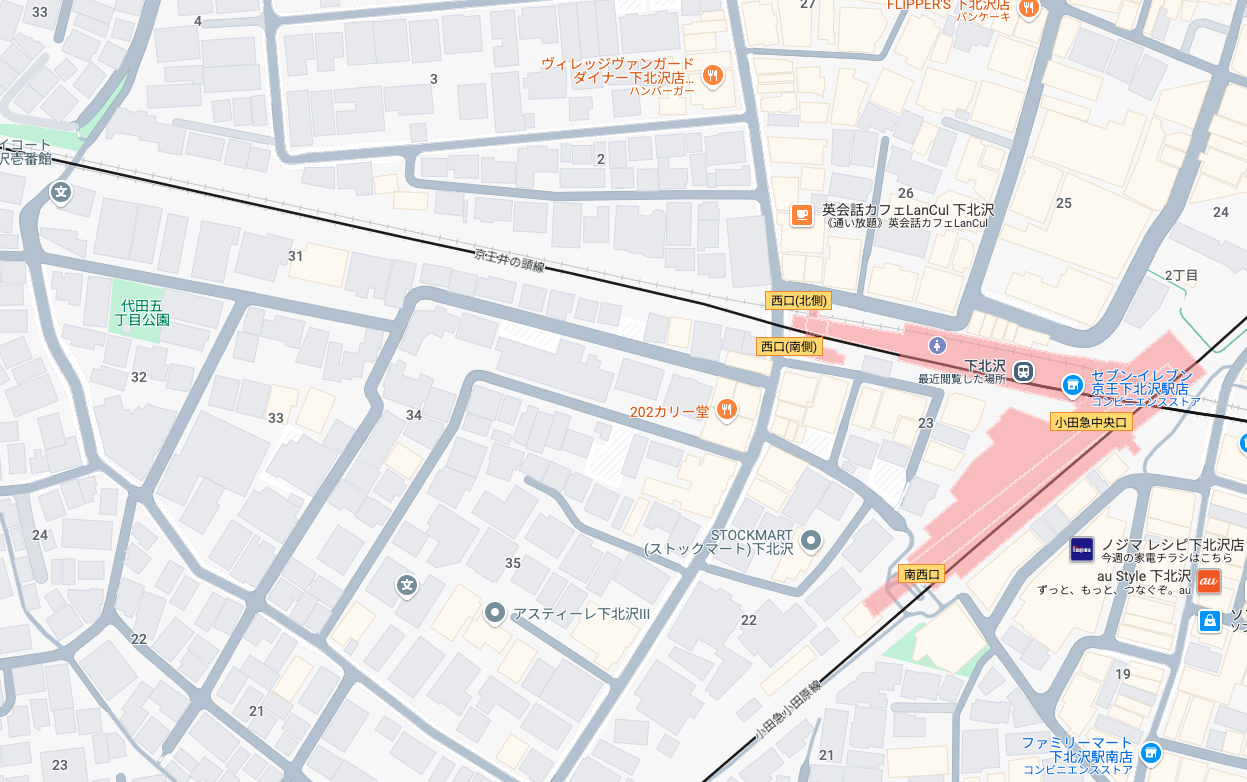 33
4
27
FLIPPER'S 下北沢店
パンケーキ
3
ヴィレッジヴァンガード
ダイナー下北沢店…
ハンバーガー
イコート
沢壱番館
2
26
25
24
英会話カフェLanCul 下北沢
《通い放題》英会話カフェLanCul
31
京王井の頭線
2丁目
代田五
丁目公園
西口(北側)
西口(南側)
下北沢
最近閲覧した場所
セブン-イレブン
京王下北沢駅店
コンビニエンスストア
32
33
34
202カリー堂
23
小田急中央口
24
35
STOCKMART
(ストックマート)下北沢
南西口
ノジマ レシピ下北沢店
今週の家電チラシはこちら
au Style 下北沢
ずっと、もっと、つなぐぞ。au
au
アスティーレ下北沢III
22
22
ソフ
19
21
小田急小田原線
21
23
ファミリーマート
下北沢駅南店
コンビニエンスストア